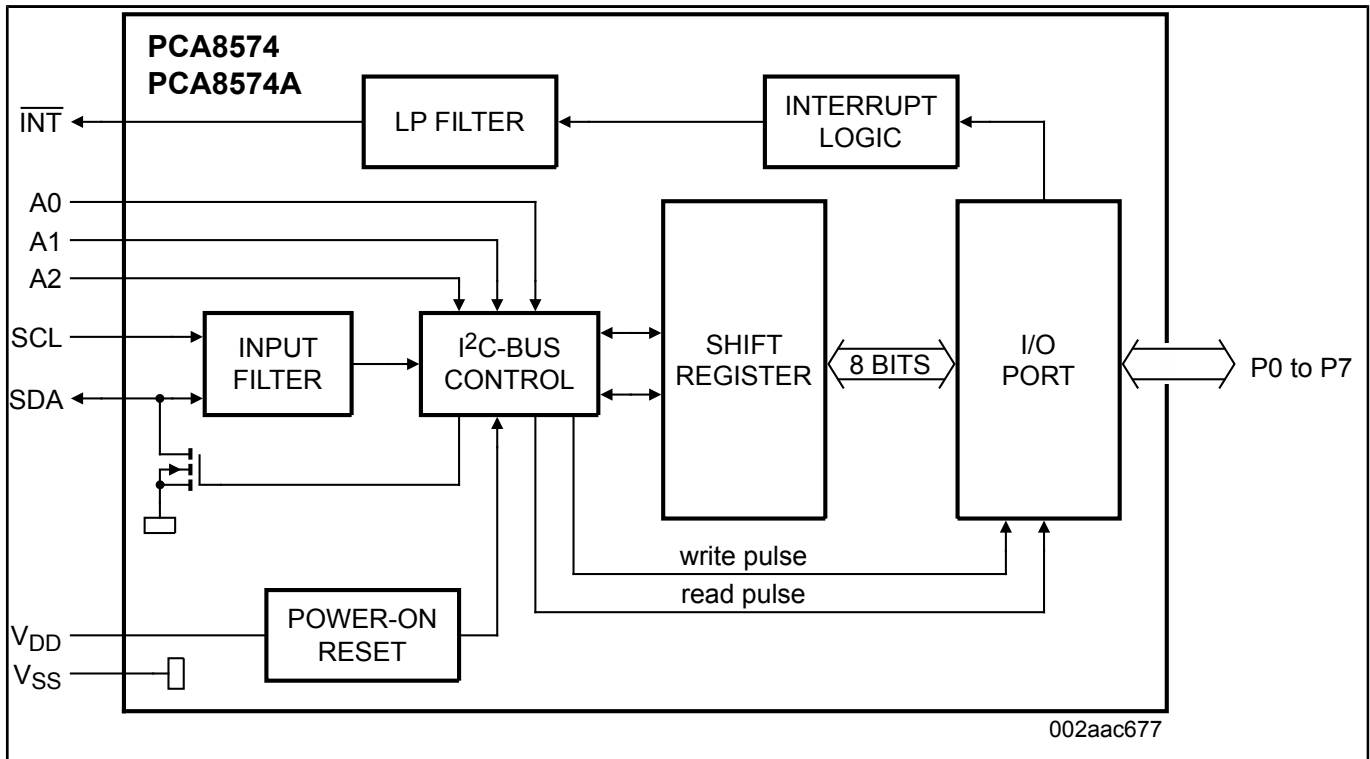 PCA8574
PCA8574A
INT
LP FILTER
INTERRUPT
LOGIC
A0
A1
A2
SCL
SDA
INPUT
FILTER
I²C-BUS
CONTROL
SHIFT
REGISTER
8 BITS
I/O
PORT
P0 to P7
write pulse
read pulse
POWER-ON
RESET
VDD
VSS
002aac677